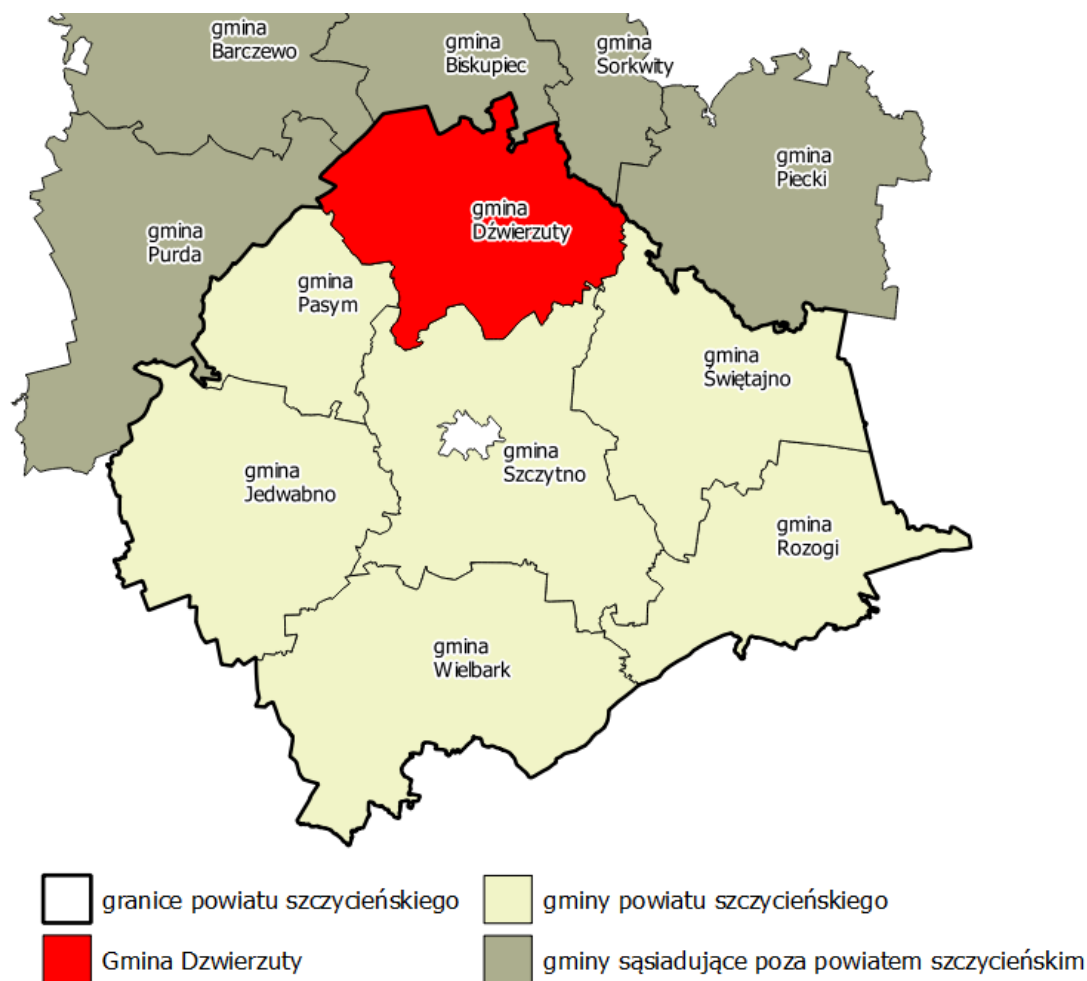 gmina
Barczewo
gmina
Biskupiec
gmina
Sorkwity
gmina
Piecki
gmina
Dźwierzuty
gmina
Purda
gmina
Pasym
gmina
Świętajno
gmina
Szczytno
gmina
Jedwabno
gmina
Rozogi
gmina
Wielbark
granice powiatu szczycieńskiego
gminy powiatu szczycieńskiego
Gmina Dzwierzuty
gminy sąsiadujące poza powiatem szczycieńskim